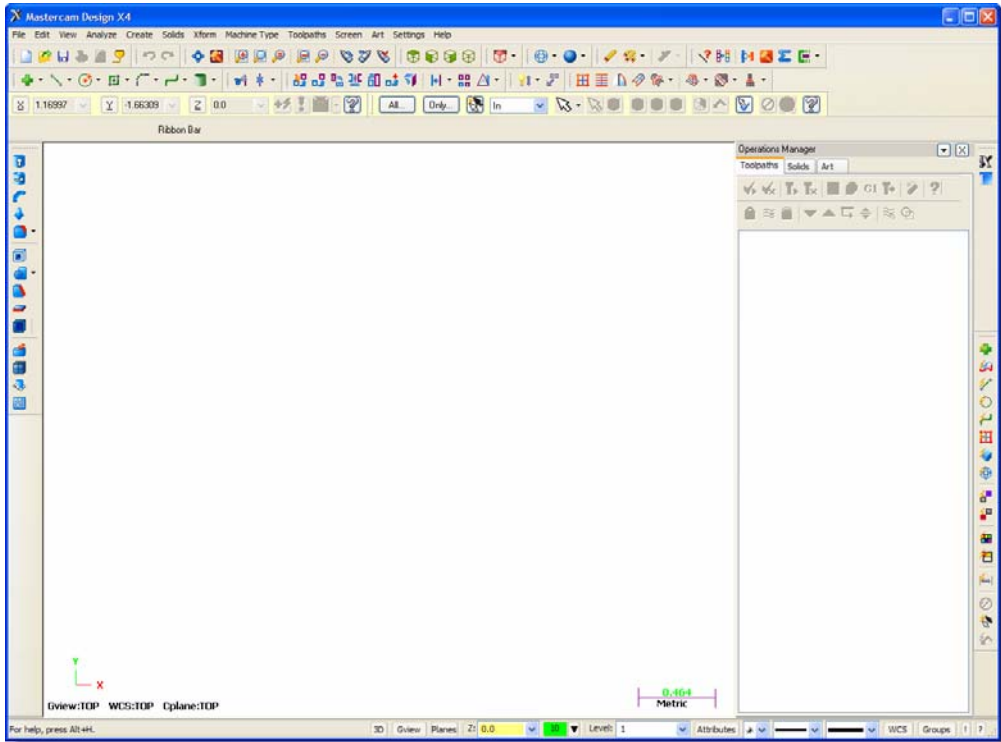 Mastercam Design X4
File Edit View Analyze Create Solids Xform Machine Type Toolpaths Screen Art Settings Help
X 1.16997 Y -1.66309 Z 0.0 All... Only... In
Ribbon Bar
Operations Manager
Toolpaths Solids Art
G1
Y
X
0.464
Metric
Gview:TOP WCS:TOP Cplane:TOP
For help, press Alt+H.
3D Gview Planes Z: 0.0 10 Level: 1 Attributes WCS Groups ! ?